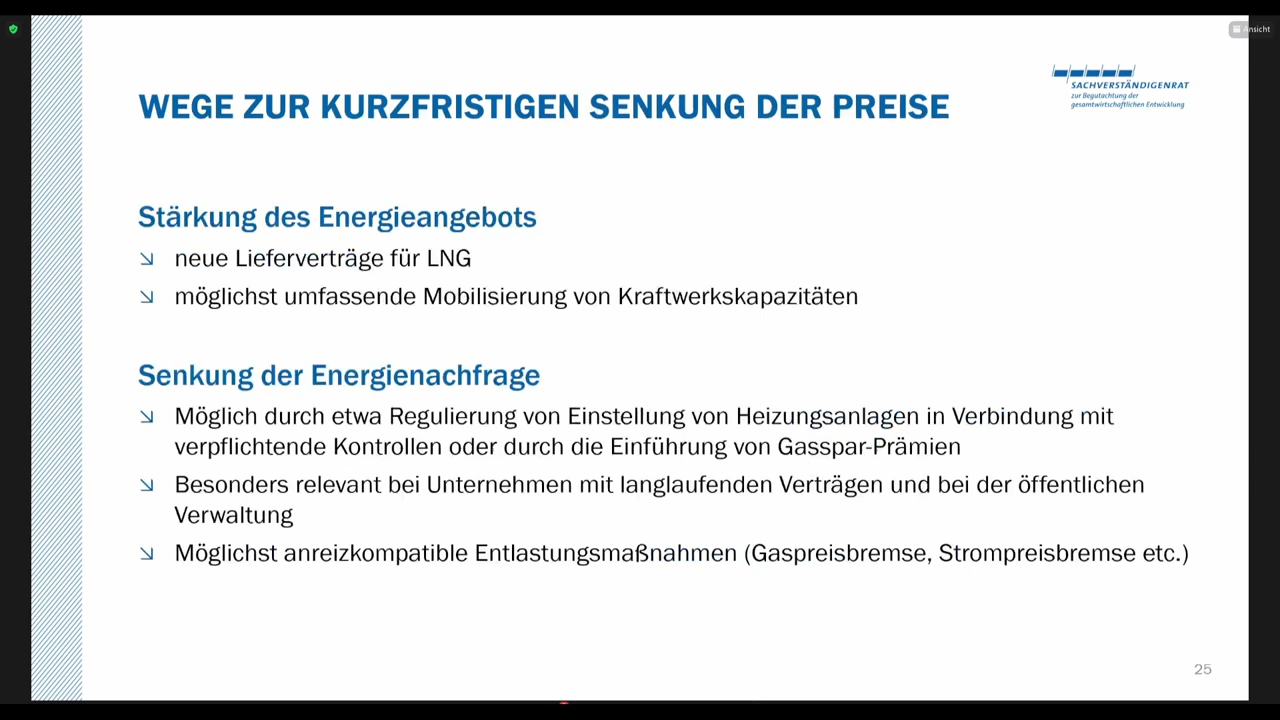 Ansicht
SACHVERSTÄNDIGENRAT
zur Begutachtung der
gesamtwirtschaftlichen Entwicklung
WEGE ZUR KURZFRISTIGEN SENKUNG DER PREISE
Stärkung des Energieangebots
neue Lieferverträge für LNG
möglichst umfassende Mobilisierung von Kraftwerkskapazitäten
Senkung der Energienachfrage
Möglich durch etwa Regulierung von Einstellung von Heizungsanlagen in Verbindung mit
verpflichtende Kontrollen oder durch die Einführung von Gasspar-Prämien
Besonders relevant bei Unternehmen mit langlaufenden Verträgen und bei der öffentlichen
Verwaltung
Möglichst anreizkompatible Entlastungsmaßnahmen (Gaspreisbremse, Strompreisbremse etc.)
25